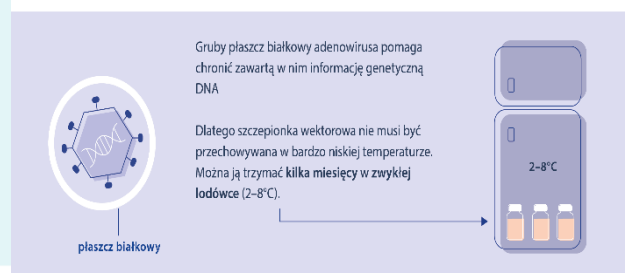 Gruby płaszcz białkowy adenowirusa pomaga
chronić zawartą w nim informację genetyczną
DNA
Dlatego szczepionka wektorowa nie musi być
przechowywana w bardzo niskiej temperaturze.
Można ją trzymać kilka miesięcy w zwykłej
lodówce (2–8°C).
2–8°C
płaszcz białkowy